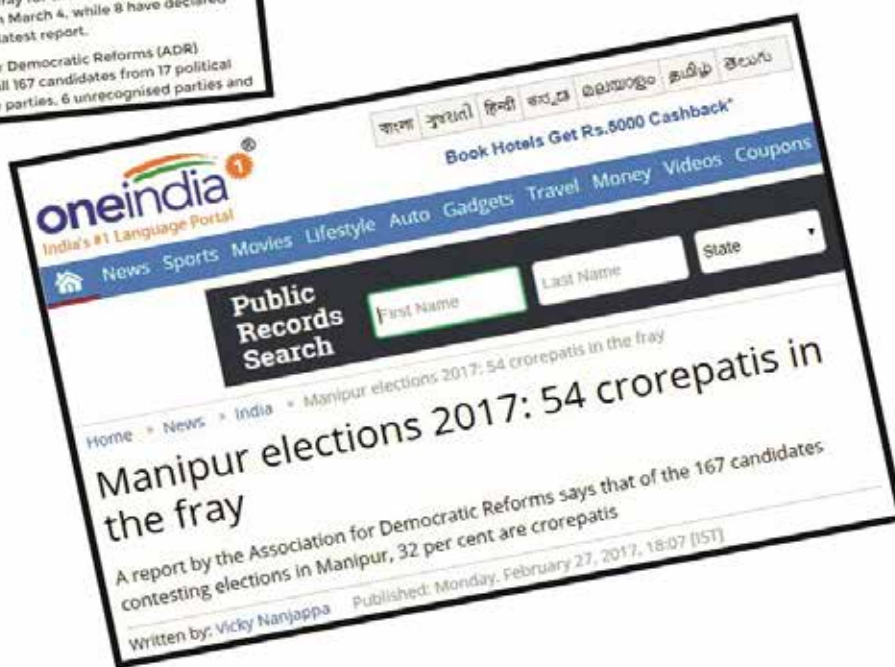 March 4, while 8 have declared
latest report.
Democratic Reforms (ADR)
all 167 candidates from 17 political
parties, 6 unrecognised parties and
বাংলা ગુજરાતી हिन्दी ಕನ್ನಡ മലയാളം தமிழ் తెలుగు
Book Hotels Get Rs.5000 Cashback*
oneindia 1 ®
India's #1 Language Portal
News Sports Movies Lifestyle Auto Gadgets Travel Money Videos Coupons
Public
Records
Search
First Name
Last Name
State
Home » News » India » Manipur elections 2017: 54 crorepatis in the fray
Manipur elections 2017: 54 crorepatis in
the fray
A report by the Association for Democratic Reforms says that of the 167 candidates
contesting elections in Manipur, 32 per cent are crorepatis
Written by: Vicky Nanjappa Published: Monday, February 27, 2017, 18:07 [IST]